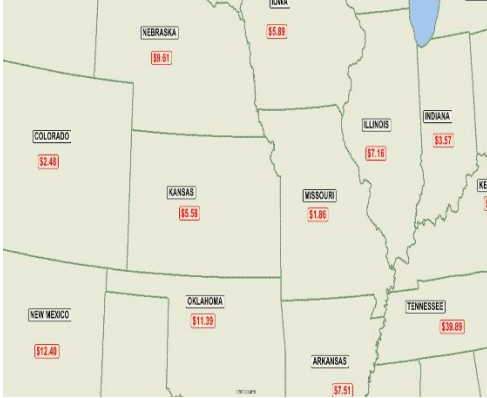 IOWA
$5.89
NEBRASKA
$9.61
ILLINOIS
$7.16
INDIANA
$3.57
COLORADO
$2.48
KANSAS
$5.58
MISSOURI
$1.86
KE
OKLAHOMA
$11.39
NEW MEXICO
$12.48
TENNESSEE
$39.89
ARKANSAS
$7.51